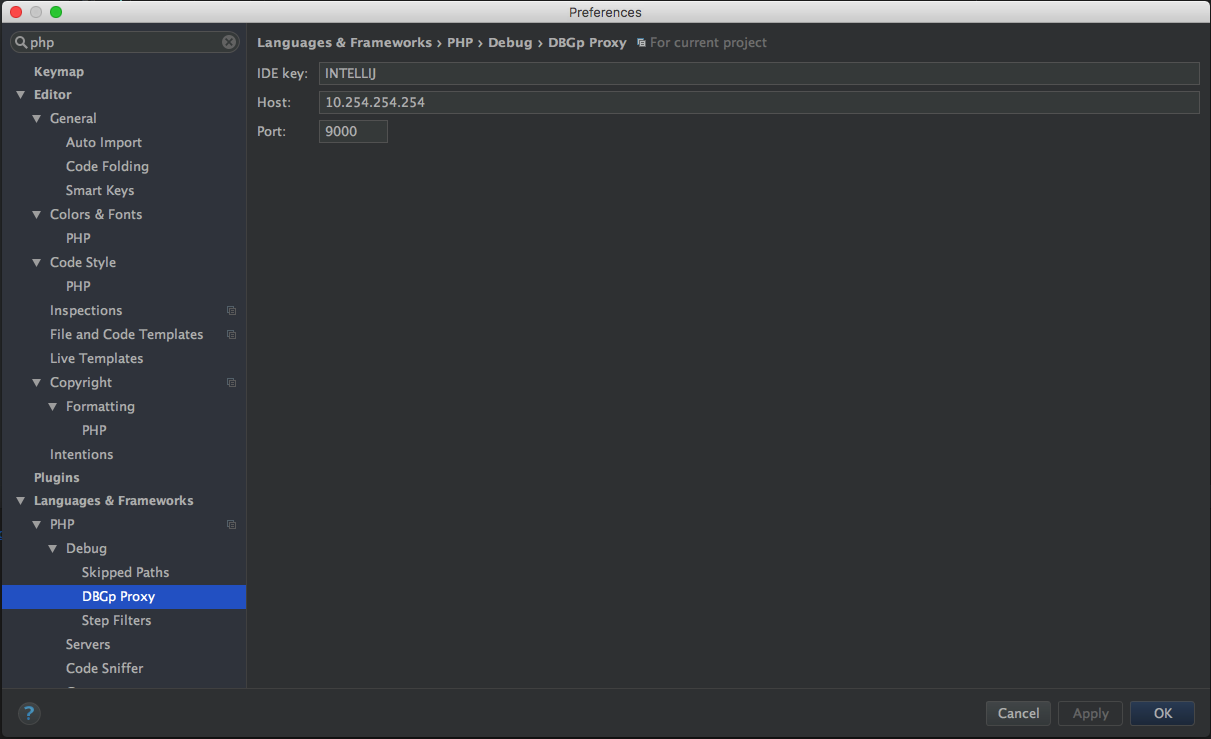 Preferences
php
Languages & Frameworks › PHP › Debug › DBGp Proxy For current project
IDE key: INTELLIJ
Host: 10.254.254.254
Port: 9000
Keymap
Editor
General
Auto Import
Code Folding
Smart Keys
Colors & Fonts
PHP
Code Style
PHP
Inspections
File and Code Templates
Live Templates
Copyright
Formatting
PHP
Intentions
Plugins
Languages & Frameworks
PHP
Debug
Skipped Paths
DBGp Proxy
Step Filters
Servers
Code Sniffer
?
Cancel Apply OK